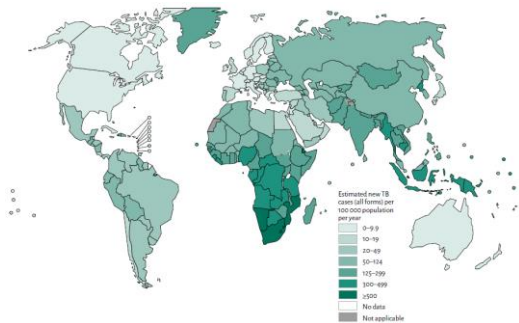 Estimated new TB
cases (all forms) per
100 000 population
per year
0–9.9
10–19
20–49
50–124
125–299
300–499
≥500
No data
Not applicable